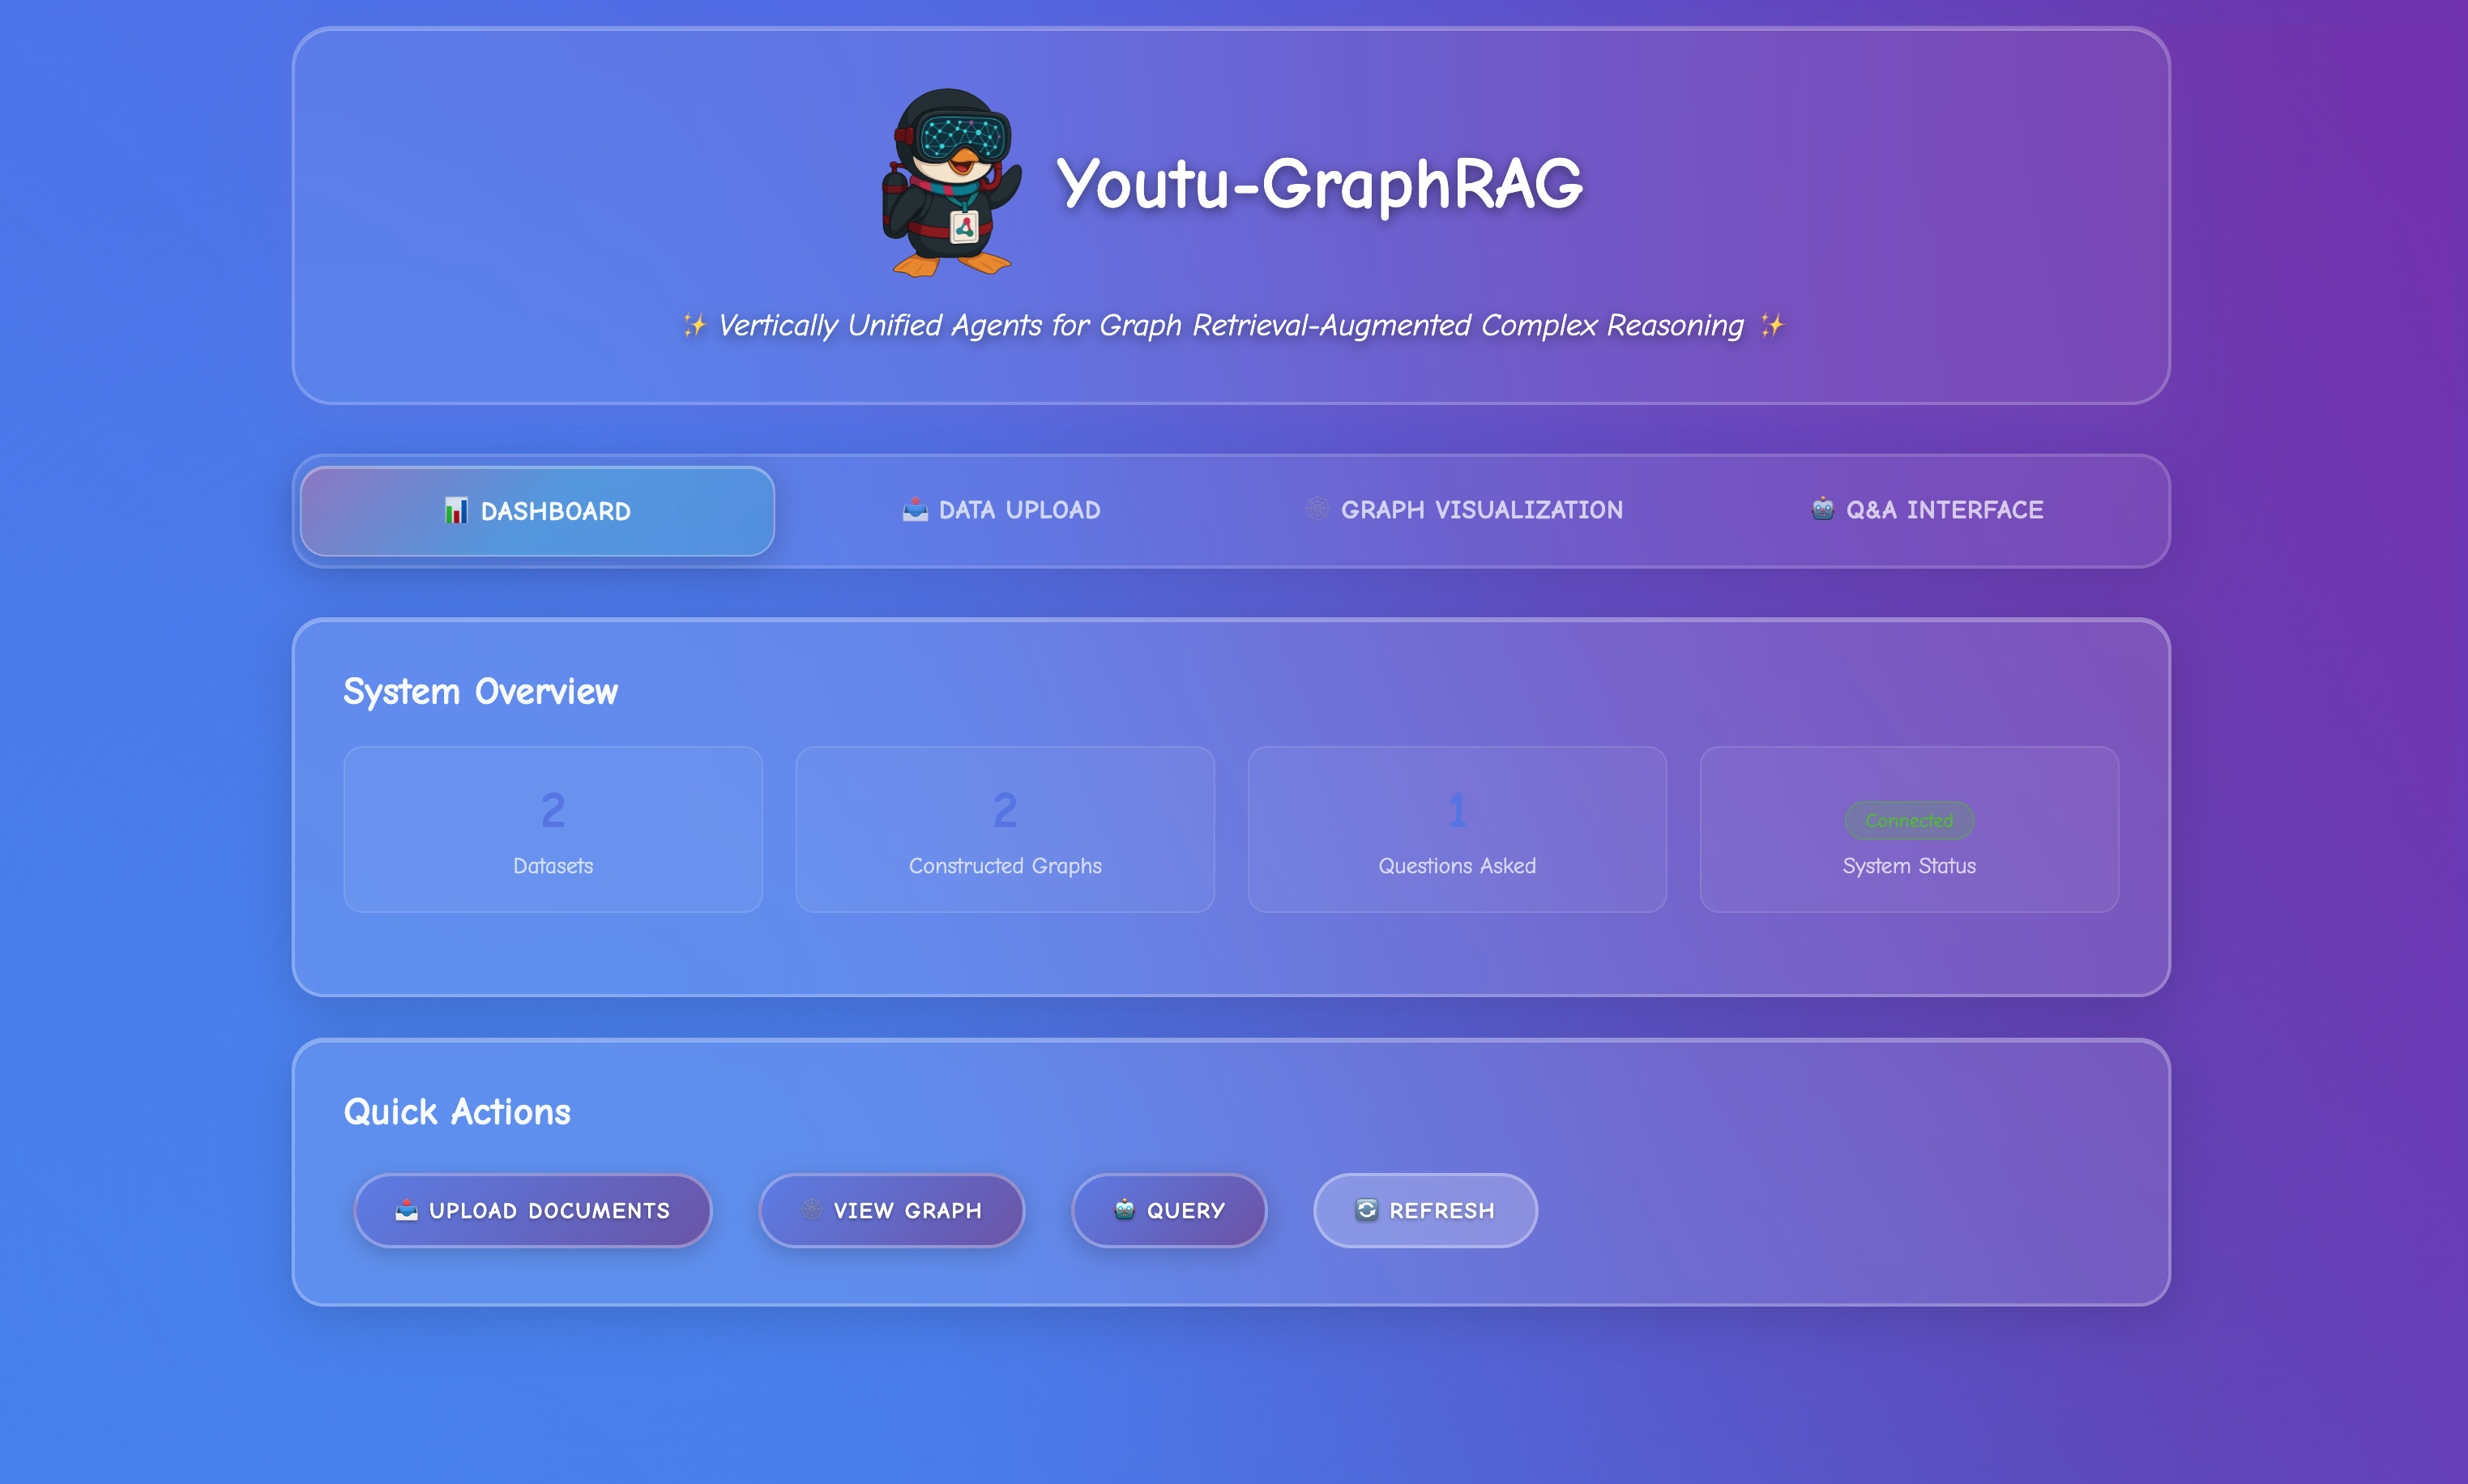 Youtu-GraphRAG
✨ Vertically Unified Agents for Graph Retrieval-Augmented Complex Reasoning ✨
📊 DASHBOARD
📤 DATA UPLOAD
🕸 GRAPH VISUALIZATION
🤖 Q&A INTERFACE
System Overview
2
Datasets
2
Constructed Graphs
1
Questions Asked
Connected
System Status
Quick Actions
📤 UPLOAD DOCUMENTS
🕸 VIEW GRAPH
🤖 QUERY
🔄 REFRESH